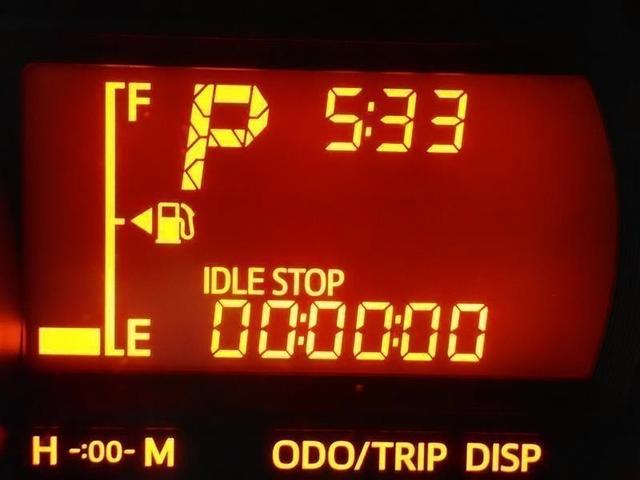 F P 5:33
IDLE STOP
E 00:00:00
H -:00- M ODO/TRIP DISP